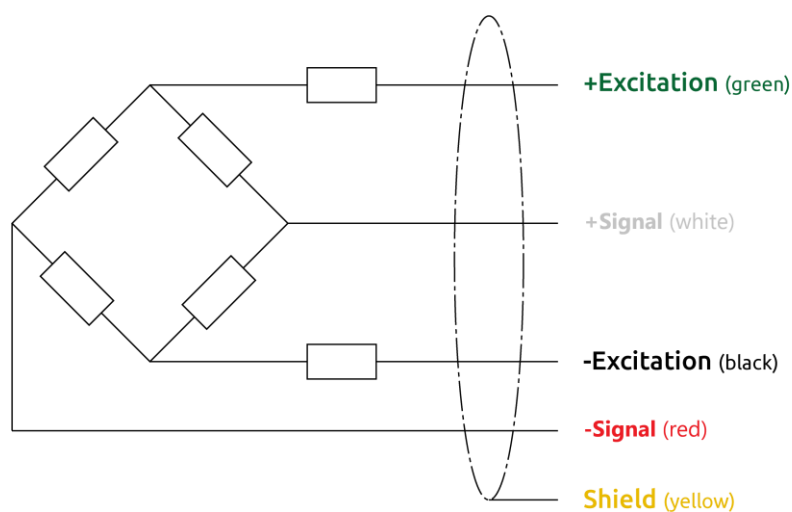 +Excitation (green)
+Signal (white)
-Excitation (black)
-Signal (red)
Shield (yellow)